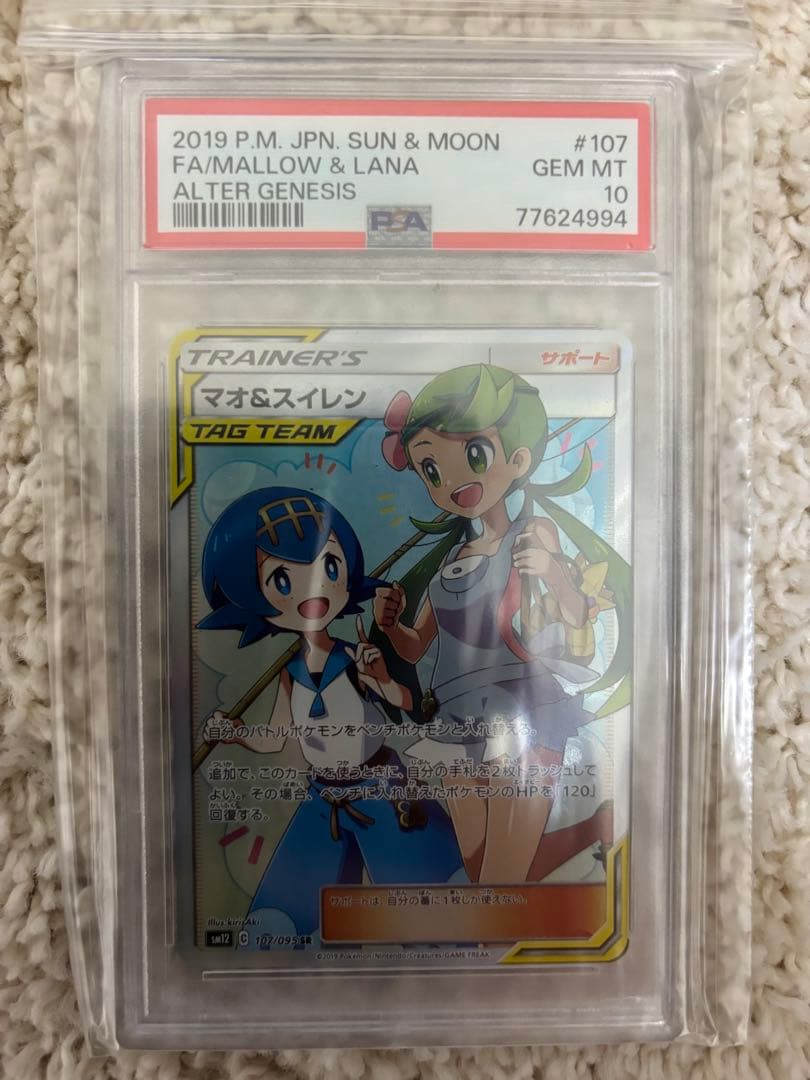 2019 P.M. JPN. SUN & MOON #107
FA/MALLOW & LANA GEM MT
ALTER GENESIS 10
PSA 77624994
TRAINER'S サポート
マオ&スイレン
TAG TEAM
自分のバトルポケモンをベンチポケモンと入れ替える。
追加で、このカードを使うときに、自分の手札を2枚トラッシュして
よい。その場合、ベンチに入れ替えたポケモンのHPを「120」
回復する。
サポートは、自分の番に1枚しか使えない。
Illus. kirisAki
SM12 C 107/095 SR
©2019 Pokémon/Nintendo/Creatures/GAME FREAK